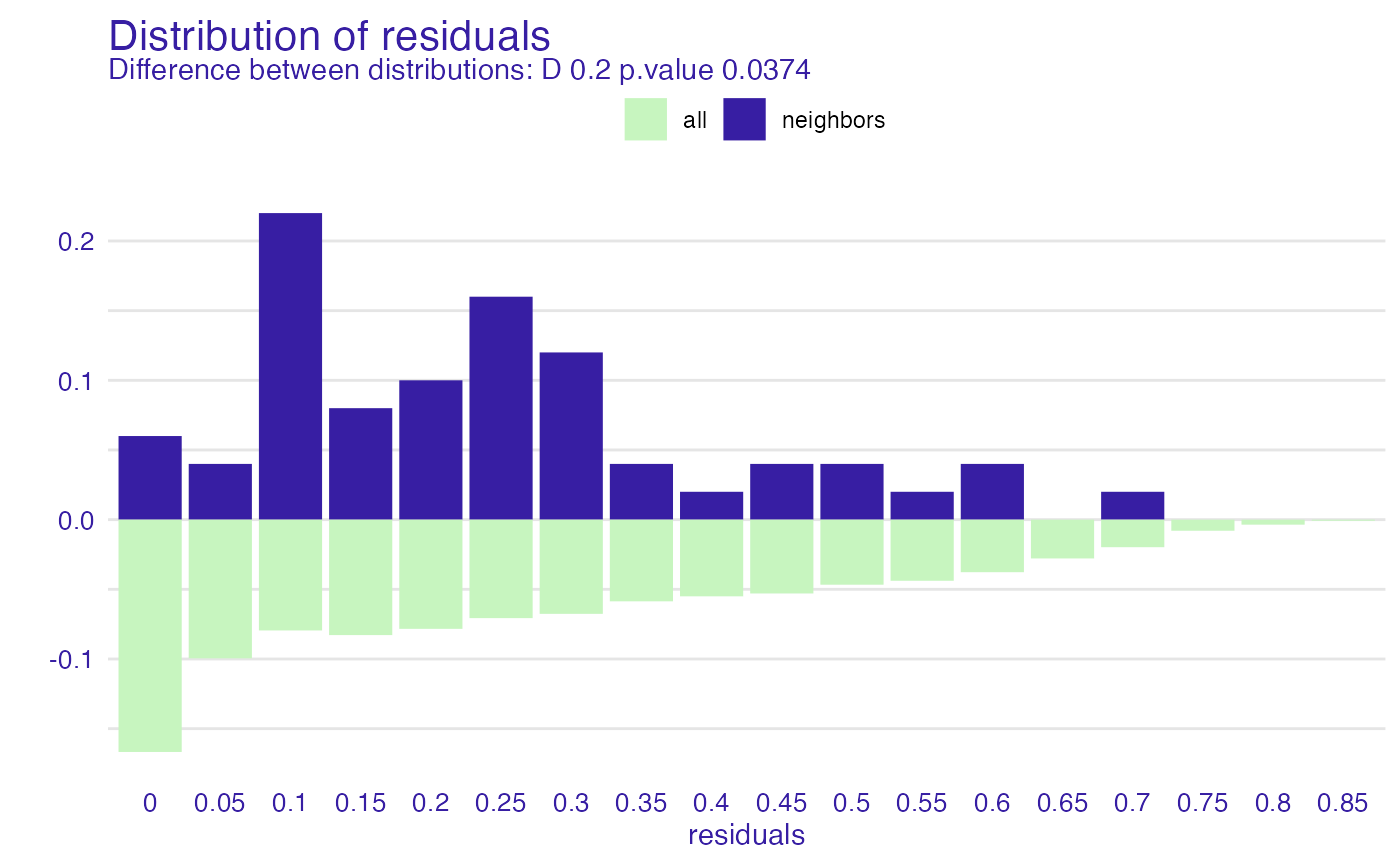 Distribution of residuals
Difference between distributions: D 0.2 p.value 0.0374
all neighbors
0.2
0.1
0.0
-0.1
0 0.05 0.1 0.15 0.2 0.25 0.3 0.35 0.4 0.45 0.5 0.55 0.6 0.65 0.7 0.75 0.8 0.85
residuals